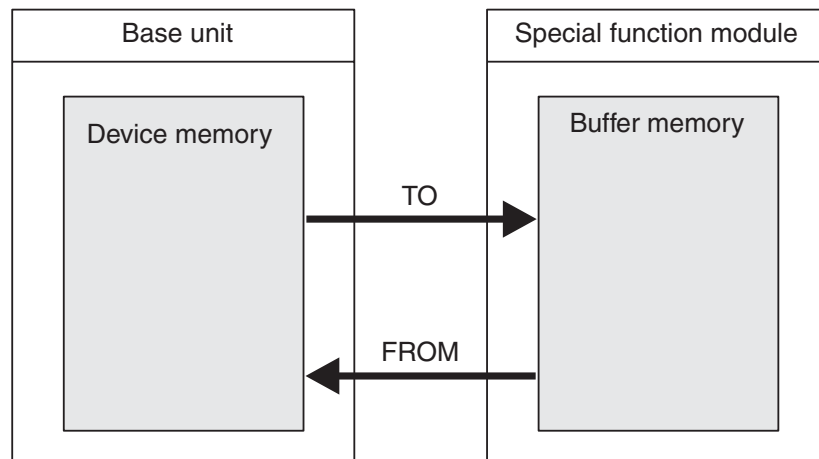 Base unit
Special function module
Device memory
Buffer memory
TO
FROM